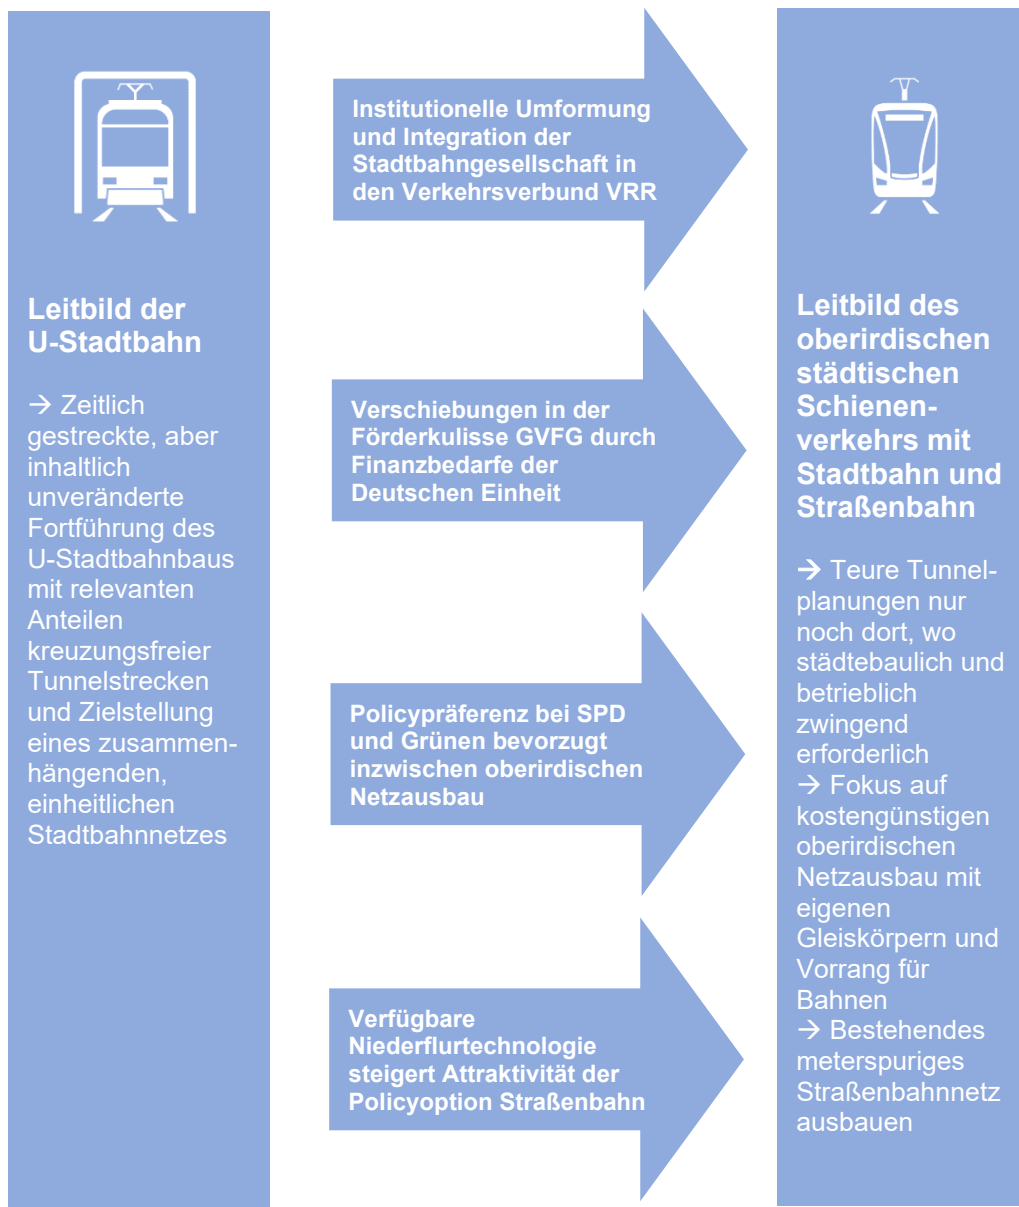 Leitbild der
U-Stadtbahn
→ Zeitlich
gestreckte, aber
inhaltlich
unveränderte
Fortführung des
U-Stadtbahnbaus
mit relevanten
Anteilen
kreuzungsfreier
Tunnelstrecken
und Zielstellung
eines zusammen-
hängenden,
einheitlichen
Stadtbahnnetzes
Institutionelle Umformung
und Integration der
Stadtbahngesellschaft in
den Verkehrsverbund VRR
Verschiebungen in der
Förderkulisse GVFG durch
Finanzbedarfe der
Deutschen Einheit
Policypräferenz bei SPD
und Grünen bevorzugt
inzwischen oberirdischen
Netzausbau
Verfügbare
Niederflurtechnologie
steigert Attraktivität der
Policyoption Straßenbahn
Leitbild des
oberirdischen
städtischen
Schienen-
verkehrs mit
Stadtbahn und
Straßenbahn
→ Teure Tunnel-
planungen nur
noch dort, wo
städtebaulich und
betrieblich
zwingend
erforderlich
→ Fokus auf
kostengünstigen
oberirdischen
Netzausbau mit
eigenen
Gleiskörpern und
Vorrang für
Bahnen
→ Bestehendes
meterspuriges
Straßenbahnnetz
ausbauen